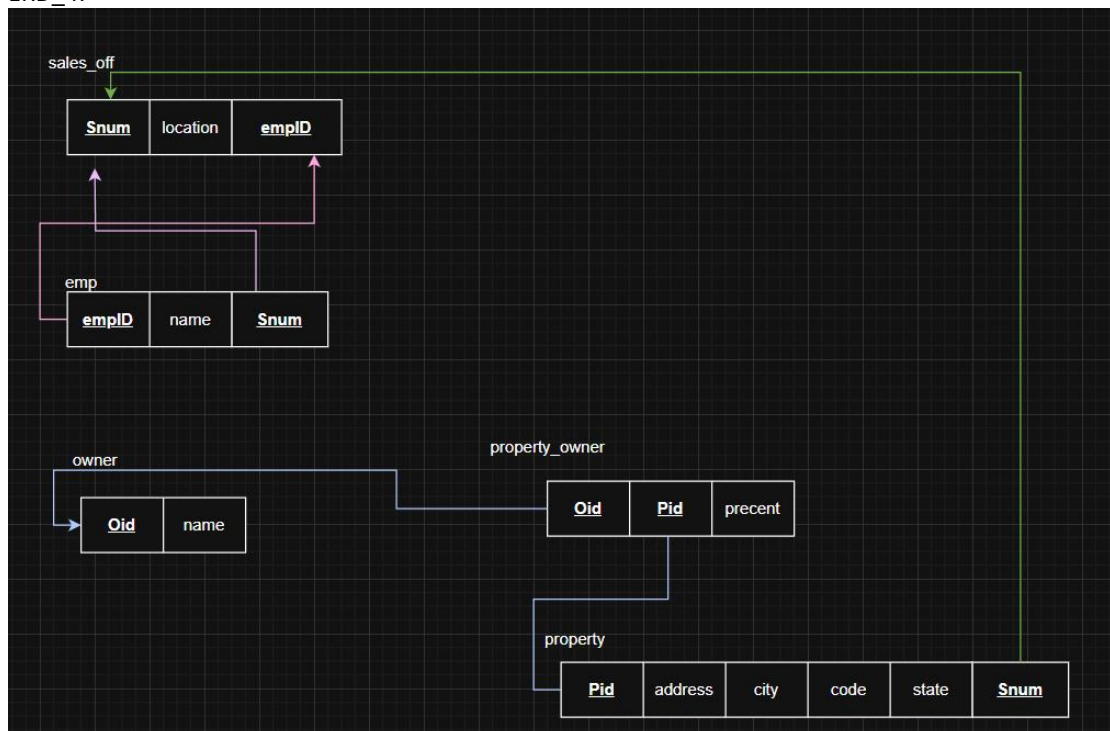 sales_off
Snum location empID
emp
empID name Snum
owner
property_owner
Oid name
Oid Pid precent
property
Pid address city code state Snum